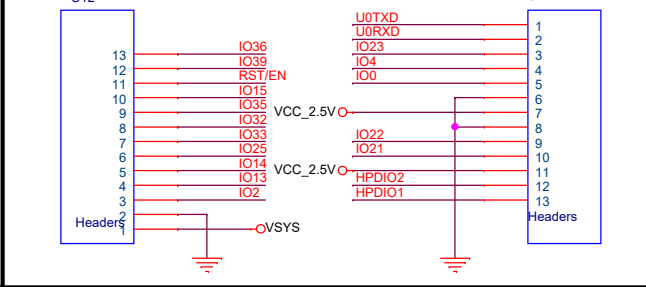 U0TXD
1
U0RXD
2
IO36
IO23
3
13
IO39
IO4
4
12
RST/EN
IO0
5
11
IO15
6
10
IO35
VCC_2.5V
7
9
IO32
8
8
IO33
IO22
9
7
IO25
IO21
10
6
IO14
VCC_2.5V
11
5
IO13
HPDIO2
12
4
IO2
HPDIO1
13
3
2
Headers
Headers
1
VSYS